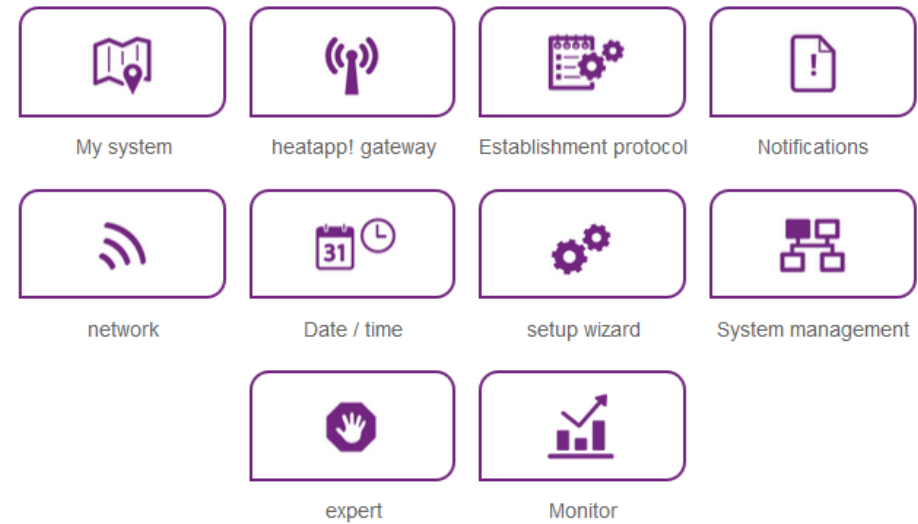 My system
heatapp! gateway
Establishment protocol
!
Notifications
network
31
Date / time
setup wizard
System management
expert
Monitor